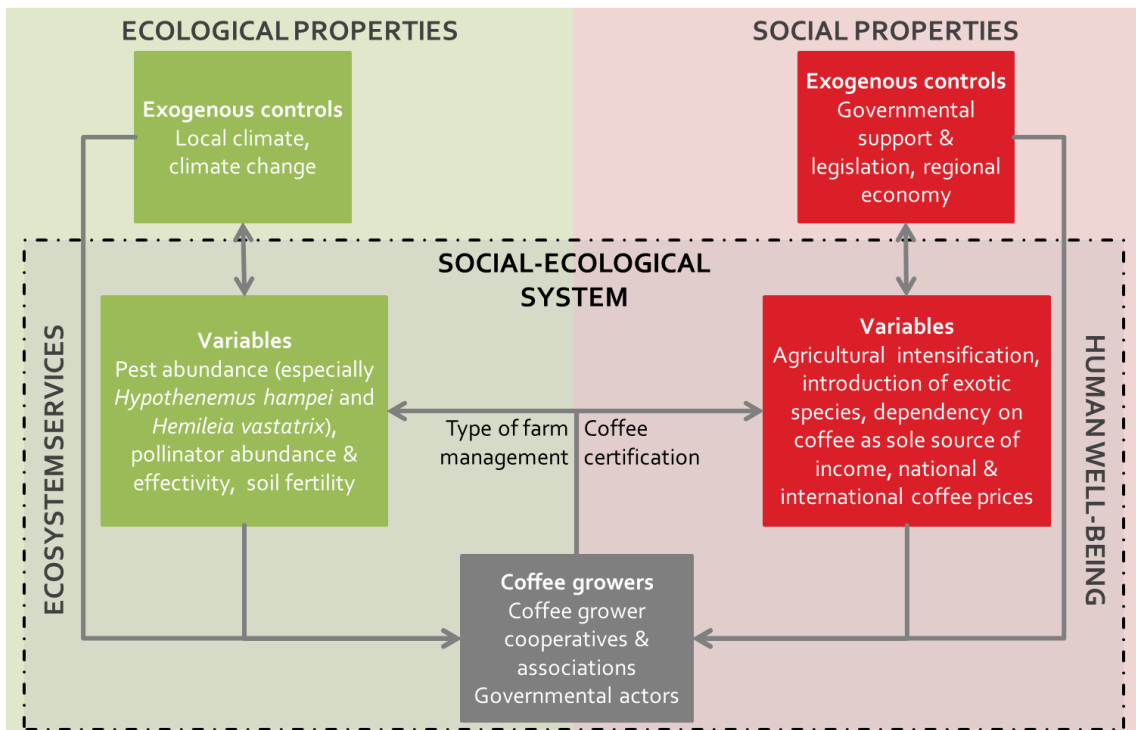 ECOLOGICAL PROPERTIES
SOCIAL PROPERTIES
Exogenous controls
Local climate,
climate change
Exogenous controls
Governmental
support &
legislation, regional
economy
SOCIAL-ECOLOGICAL
SYSTEM
ECOSYSTEM SERVICES
Variables
Pest abundance (especially
Hypothenemus hampei and
Hemileia vastatrix),
pollinator abundance &
effectivity, soil fertility
Type of farm
management
Coffee
certification
Variables
Agricultural intensification,
introduction of exotic
species, dependency on
coffee as sole source of
income, national &
international coffee prices
HUMAN WELL-BEING
Coffee growers
Coffee grower
cooperatives &
associations
Governmental actors